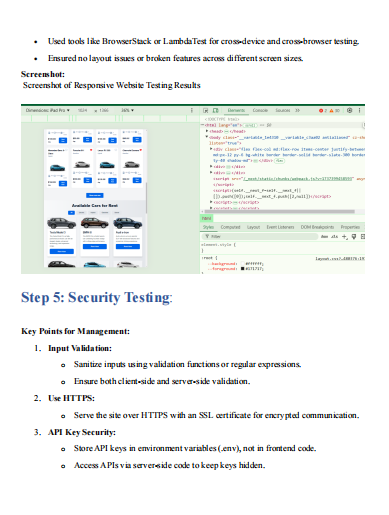 • Used tools like BrowserStack or LambdaTest for cross-device and cross-browser testing.
• Ensured no layout issues or broken features across different screen sizes.
Screenshot:
Screenshot of Responsive Website Testing Results
Dimensions: iPad Pro ▼ 1024 x 1366 36% ▼
Elements Console Sources
Available Cars for Rent
<head>
</script>
html
Styles Computed Layout Event Listeners DOM Breakpoints Properties
Filter
:hov .cls
element.style {
}
:root {
--background: #ffffff;
--foreground: #171717;
Step 5: Security Testing:
Key Points for Management:
1. Input Validation:
o Sanitize inputs using validation functions or regular expressions.
o Ensure both client-side and server-side validation.
2. Use HTTPS:
o Serve the site over HTTPS with an SSL certificate for encrypted communication.
3. API Key Security:
o Store API keys in environment variables (.env), not in frontend code.
o Access APIs via server-side code to keep keys hidden.